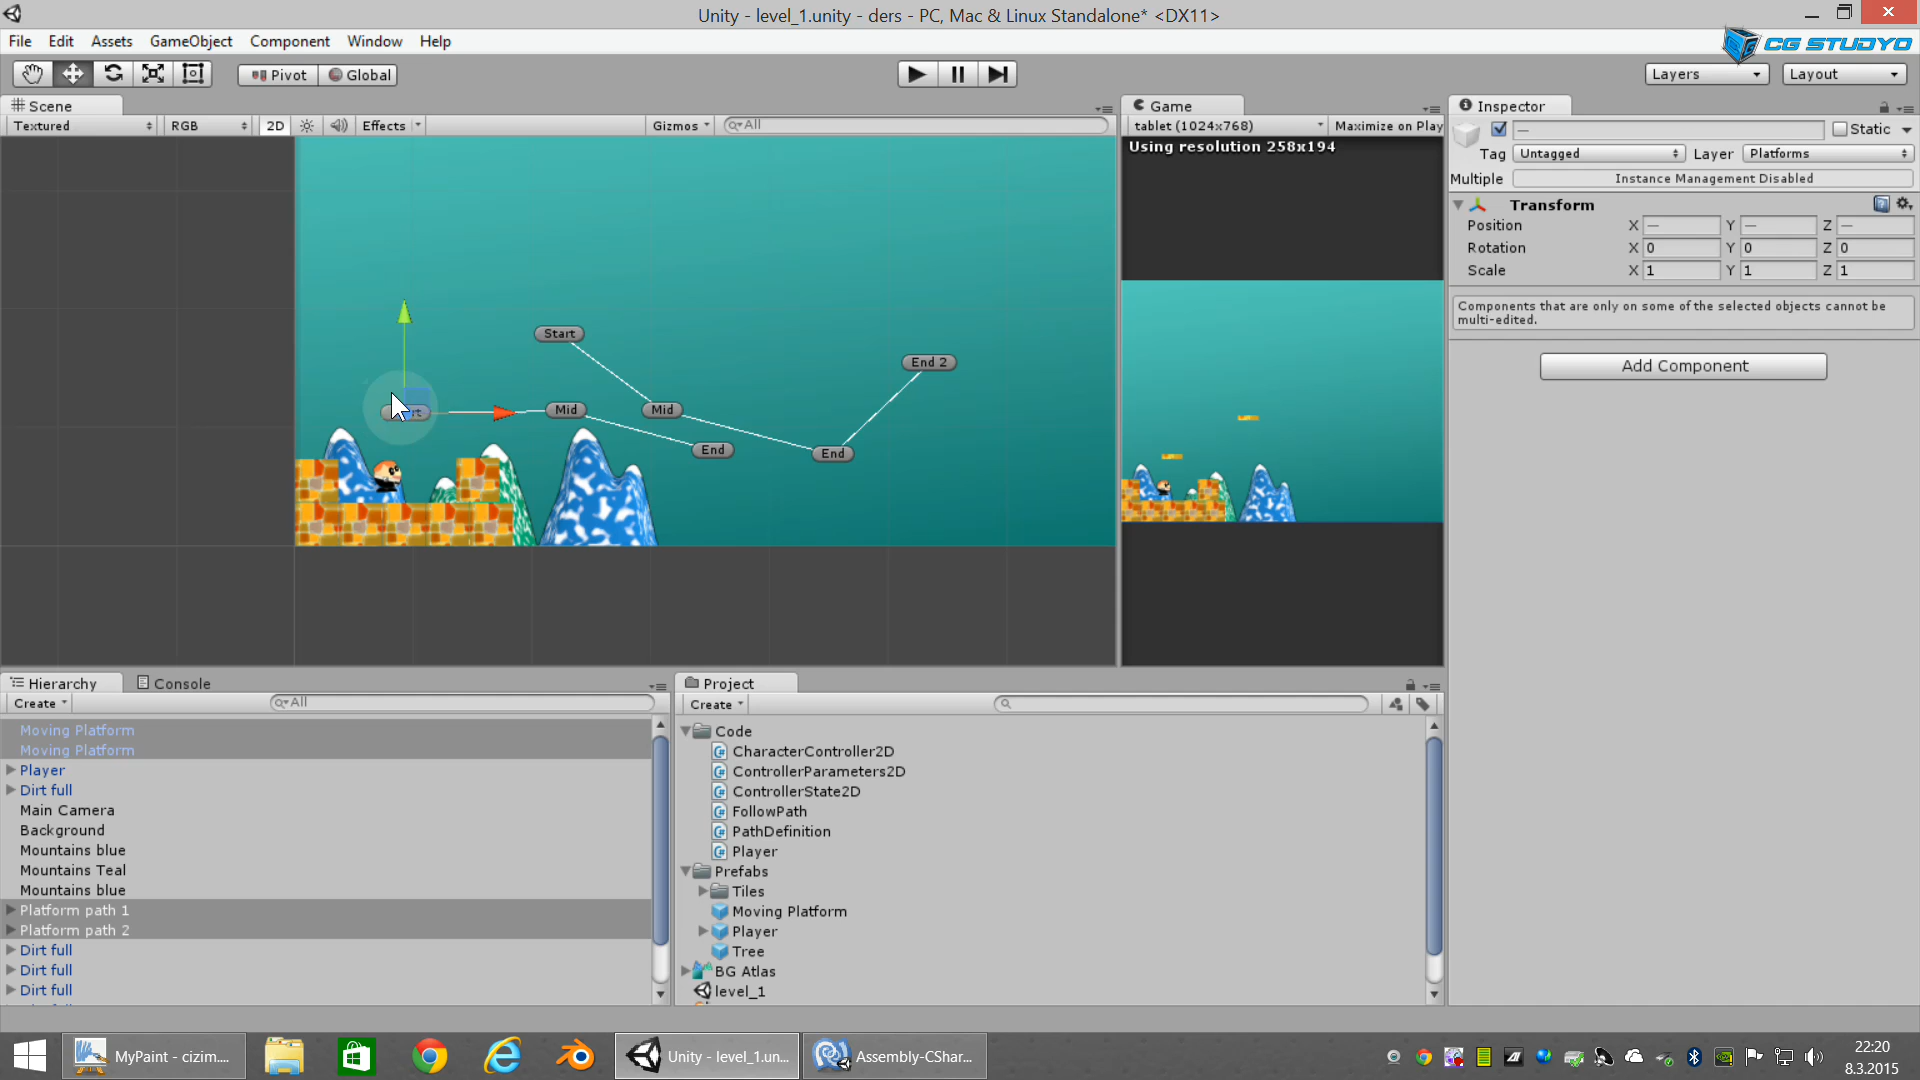 Unity - level_1.unity - ders - PC, Mac & Linux Standalone* <DX11>
File Edit Assets GameObject Component Window Help
CG STUDYO
Pivot Global
Layers Layout
Scene
Textured RGB 2D Effects Gizmos All
Start
End 2
Mid
Mid
End
End
Game
tablet (1024x768) Maximize on Play
Using resolution 258x194
Inspector
— Static
Tag Untagged Layer Platforms
Multiple Instance Management Disabled
Transform
Position X — Y — Z —
Rotation X 0 Y 0 Z 0
Scale X 1 Y 1 Z 1
Components that are only on some of the selected objects cannot be
multi-edited.
Add Component
Hierarchy Console
Create All
Moving Platform
Moving Platform
Player
Dirt full
Main Camera
Background
Mountains blue
Mountains Teal
Mountains blue
Platform path 1
Platform path 2
Dirt full
Dirt full
Dirt full
Project
Create
Code
CharacterController2D
ControllerParameters2D
ControllerState2D
FollowPath
PathDefinition
Player
Prefabs
Tiles
Moving Platform
Player
Tree
BG Atlas
level_1
MyPaint - cizim....
Unity - level_1.un...
Assembly-CShar...
22:20
8.3.2015